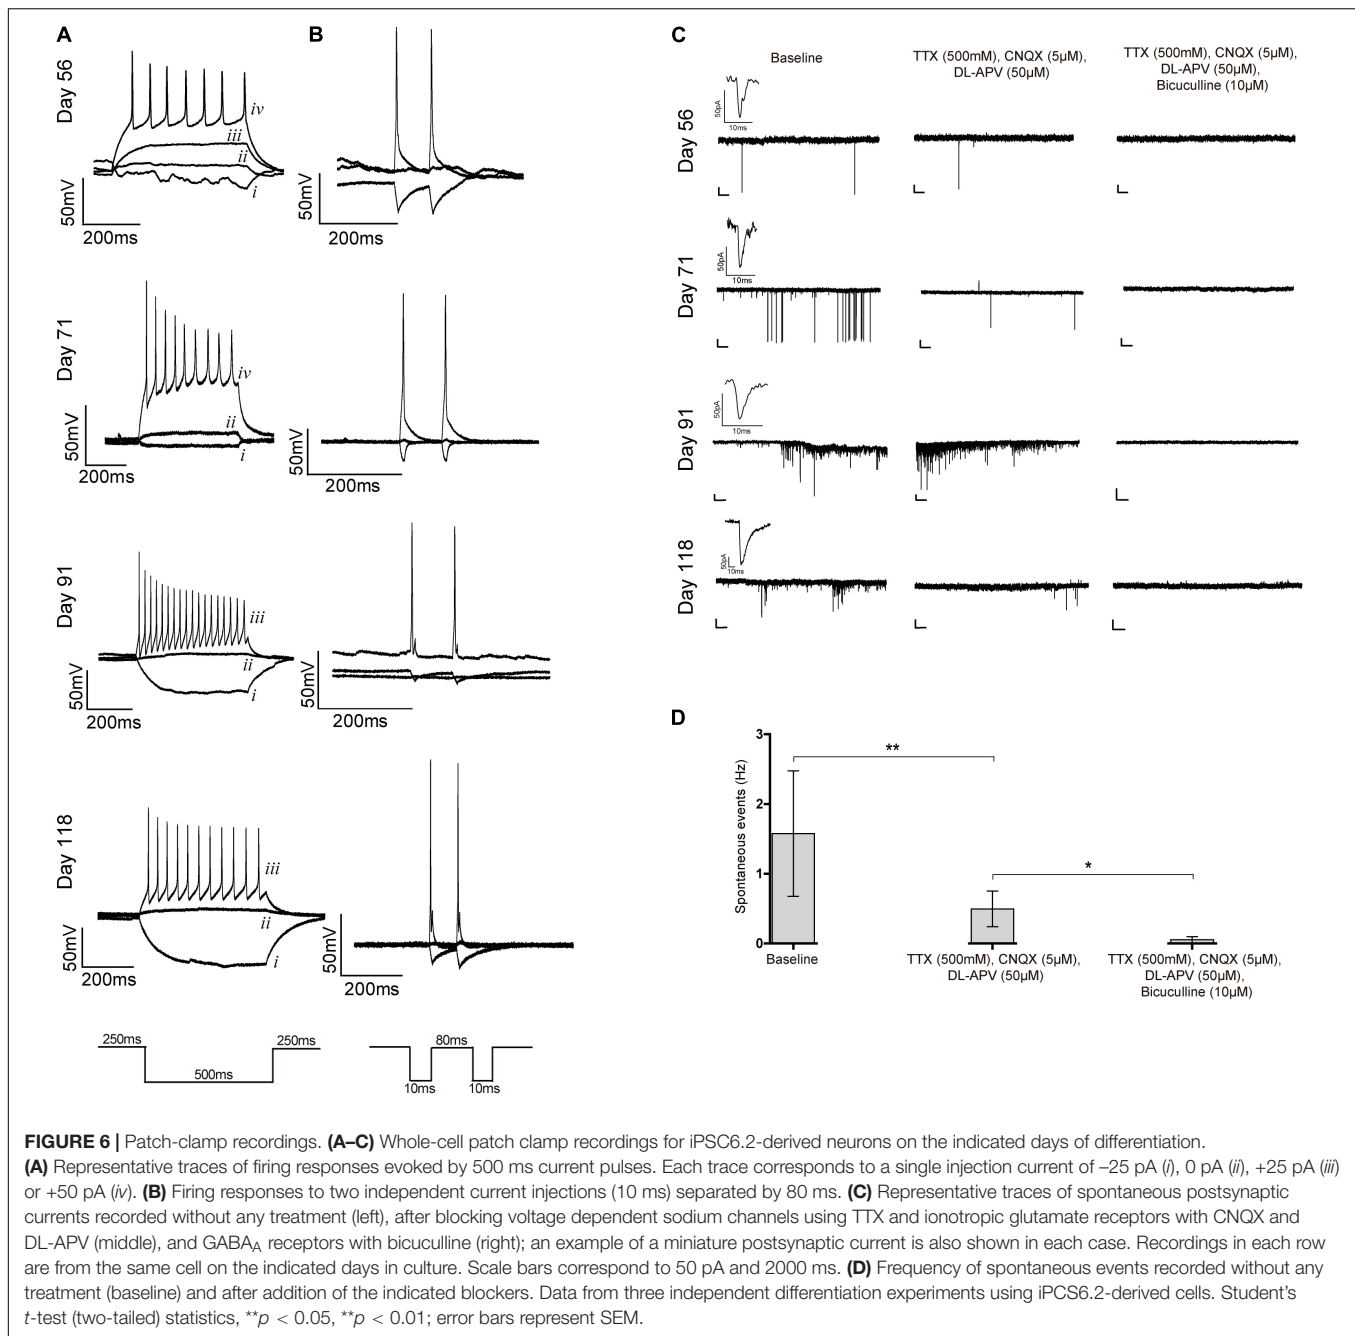 A
Day 56
iv
iii
ii
i
50mV
200ms
Day 71
iv
ii
i
50mV
200ms
Day 91
iii
ii
i
50mV
200ms
Day 118
iii
ii
i
50mV
200ms
250ms
500ms
250ms
B
50mV
200ms
50mV
200ms
50mV
200ms
50mV
200ms
80ms
10ms
10ms
C
Baseline
TTX (500mM), CNQX (5µM),
DL-APV (50µM)
TTX (500mM), CNQX (5µM),
DL-APV (50µM),
Bicuculline (10µM)
Day 56
50pA
10ms
Day 71
50pA
10ms
Day 91
50pA
10ms
Day 118
50pA
10ms
D
Spontaneous events (Hz)
3
2
1
0
**
*
Baseline
TTX (500mM), CNQX (5µM),
DL-APV (50µM)
TTX (500mM), CNQX (5µM),
DL-APV (50µM),
Bicuculline (10µM)
FIGURE 6 | Patch-clamp recordings. (A–C) Whole-cell patch clamp recordings for iPSC6.2-derived neurons on the indicated days of differentiation.
(A) Representative traces of firing responses evoked by 500 ms current pulses. Each trace corresponds to a single injection current of –25 pA (i), 0 pA (ii), +25 pA (iii)
or +50 pA (iv). (B) Firing responses to two independent current injections (10 ms) separated by 80 ms. (C) Representative traces of spontaneous postsynaptic
currents recorded without any treatment (left), after blocking voltage dependent sodium channels using TTX and ionotropic glutamate receptors with CNQX and
DL-APV (middle), and GABAA receptors with bicuculline (right); an example of a miniature postsynaptic current is also shown in each case. Recordings in each row
are from the same cell on the indicated days in culture. Scale bars correspond to 50 pA and 2000 ms. (D) Frequency of spontaneous events recorded without any
treatment (baseline) and after addition of the indicated blockers. Data from three independent differentiation experiments using iPCS6.2-derived cells. Student's
t-test (two-tailed) statistics, **p < 0.05, **p < 0.01; error bars represent SEM.